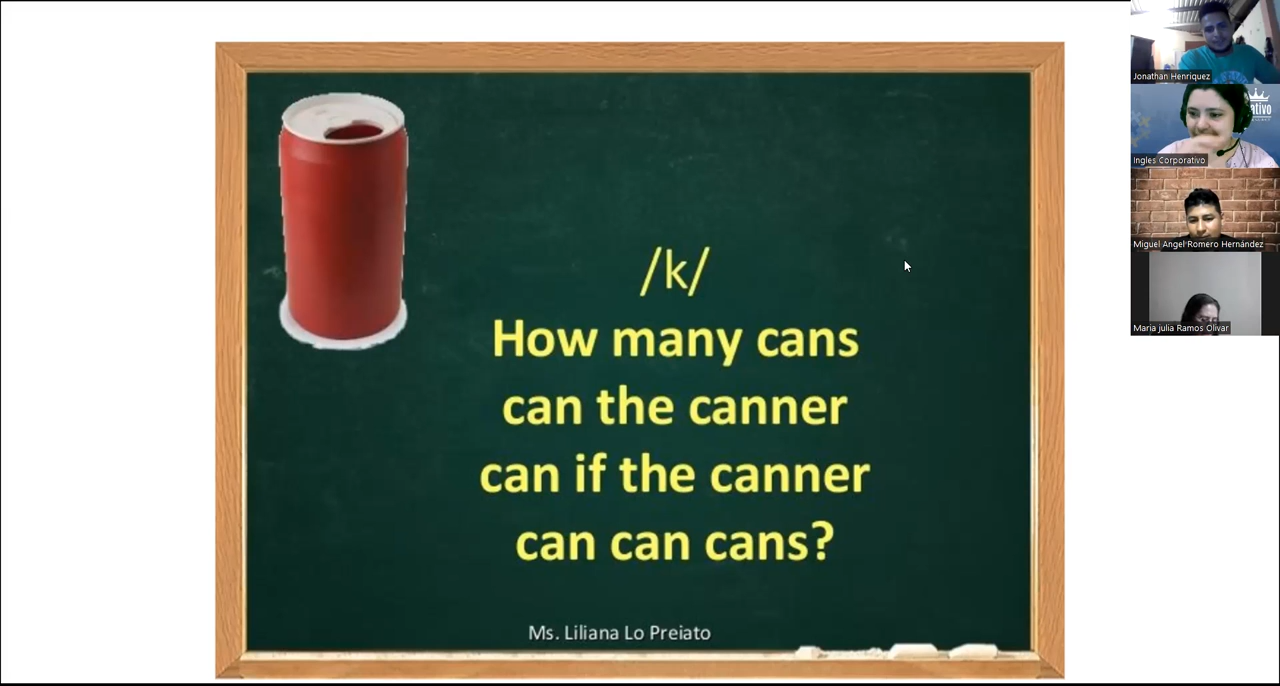 /k/
How many cans
can the canner
can if the canner
can can cans?
Ms. Liliana Lo Preiato
Jonathan Henriquez
ativo
Ingles Corporativo
Miguel Angel Romero Hernández
Maria julia Ramos Olivar